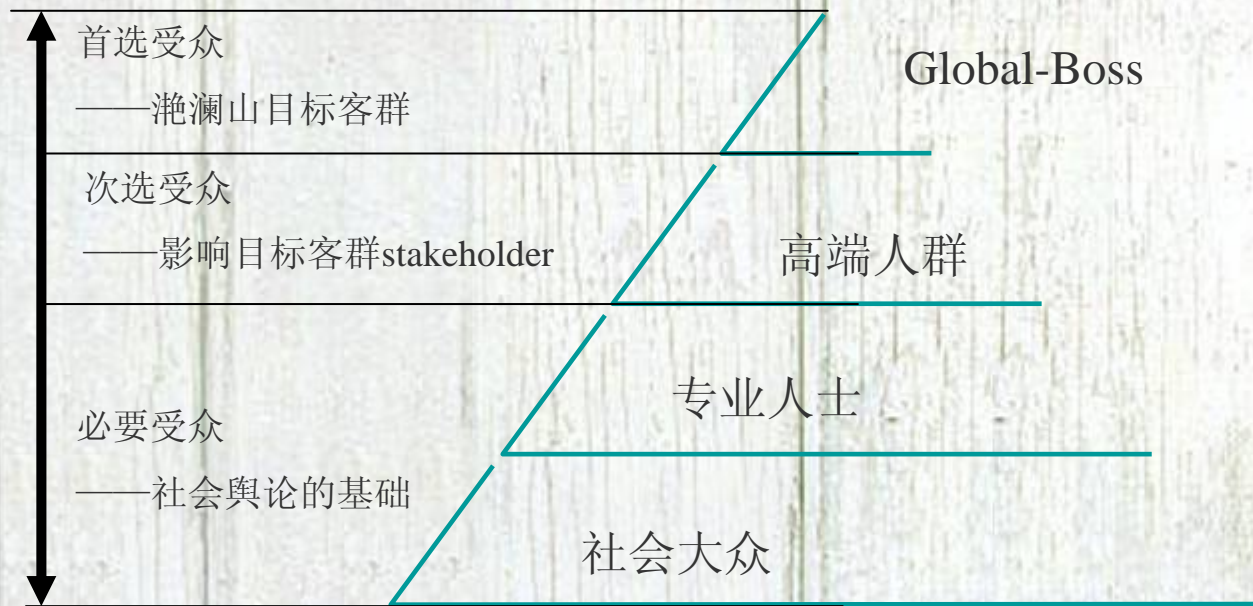 首选受众
——滟澜山目标客群
Global-Boss
次选受众
——影响目标客群stakeholder
高端人群
专业人士
必要受众
——社会舆论的基础
社会大众